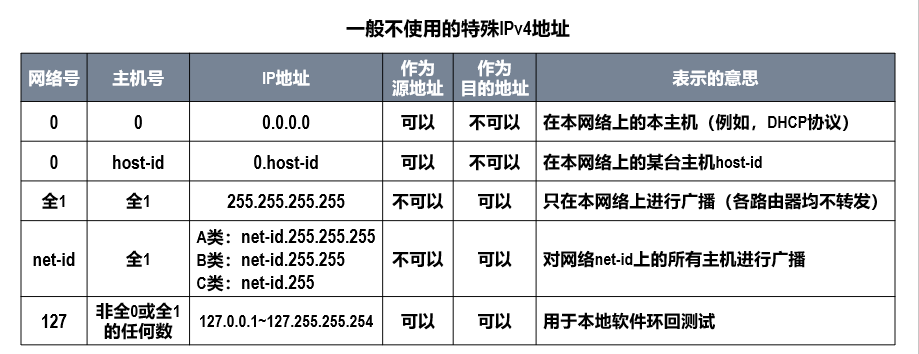 一般不使用的特殊IPv4地址
网络号 主机号 IP地址 作为源地址 作为目的地址 表示的意思
0 0 0.0.0.0 可以 不可以 在本网络上的本主机（例如，DHCP协议）
0 host-id 0.host-id 可以 不可以 在本网络上的某台主机host-id
全1 全1 255.255.255.255 不可以 可以 只在本网络上进行广播（各路由器均不转发）
net-id 全1 A类：net-id.255.255.255
B类：net-id.255.255
C类：net-id.255 不可以 可以 对网络net-id上的所有主机进行广播
127 非全0或全1的任何数 127.0.0.1~127.255.255.254 可以 可以 用于本地软件环回测试